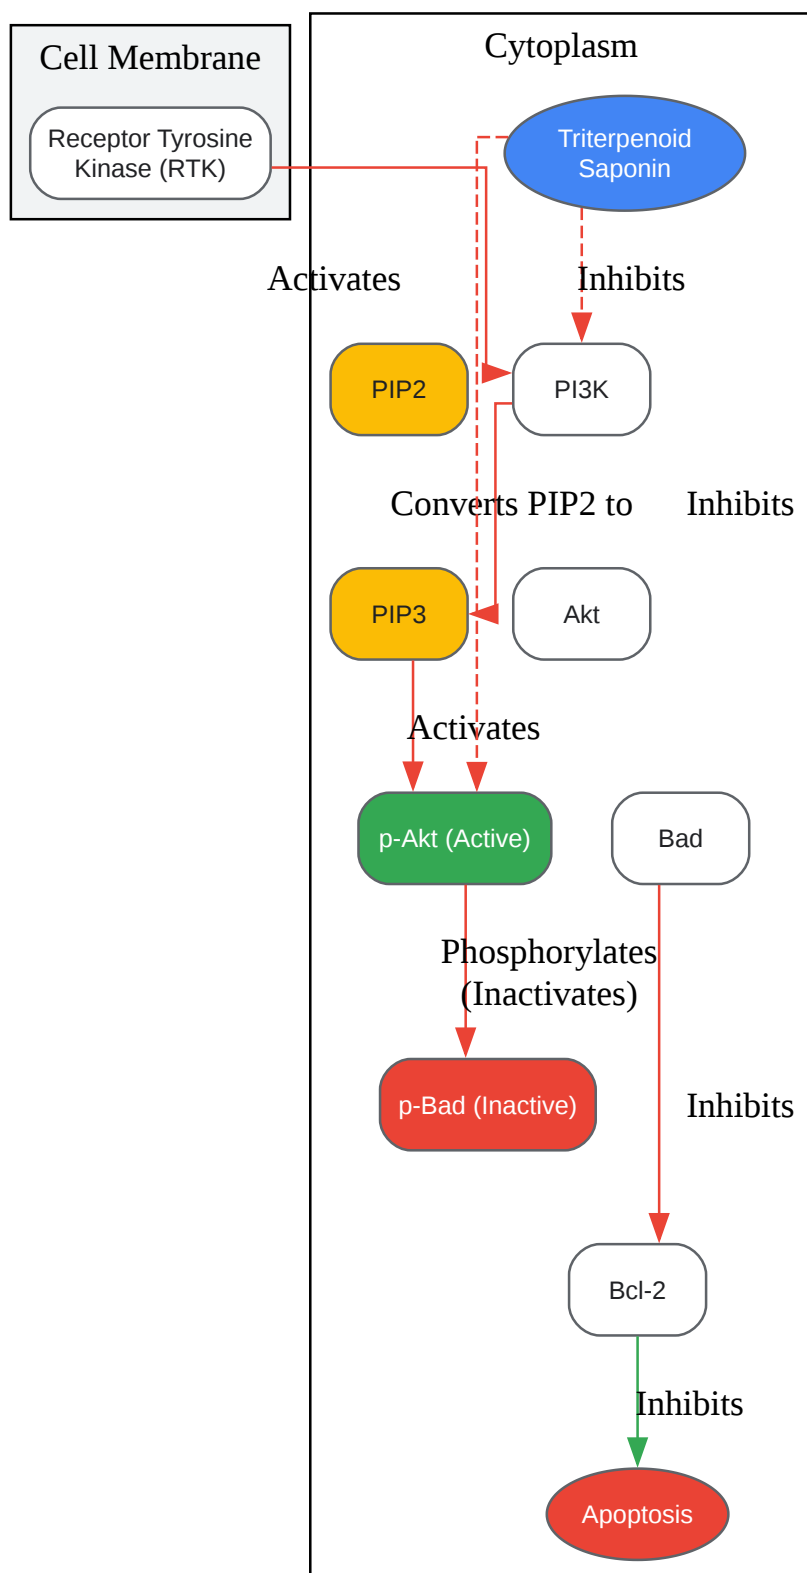 Cell Membrane
Cytoplasm
Receptor Tyrosine
Kinase (RTK)
Triterpenoid
Saponin
Activates
Inhibits
PIP2
PI3K
Converts PIP2 to
Inhibits
PIP3
Akt
Activates
p-Akt (Active)
Bad
Phosphorylates
(Inactivates)
p-Bad (Inactive)
Inhibits
Bcl-2
Inhibits
Apoptosis